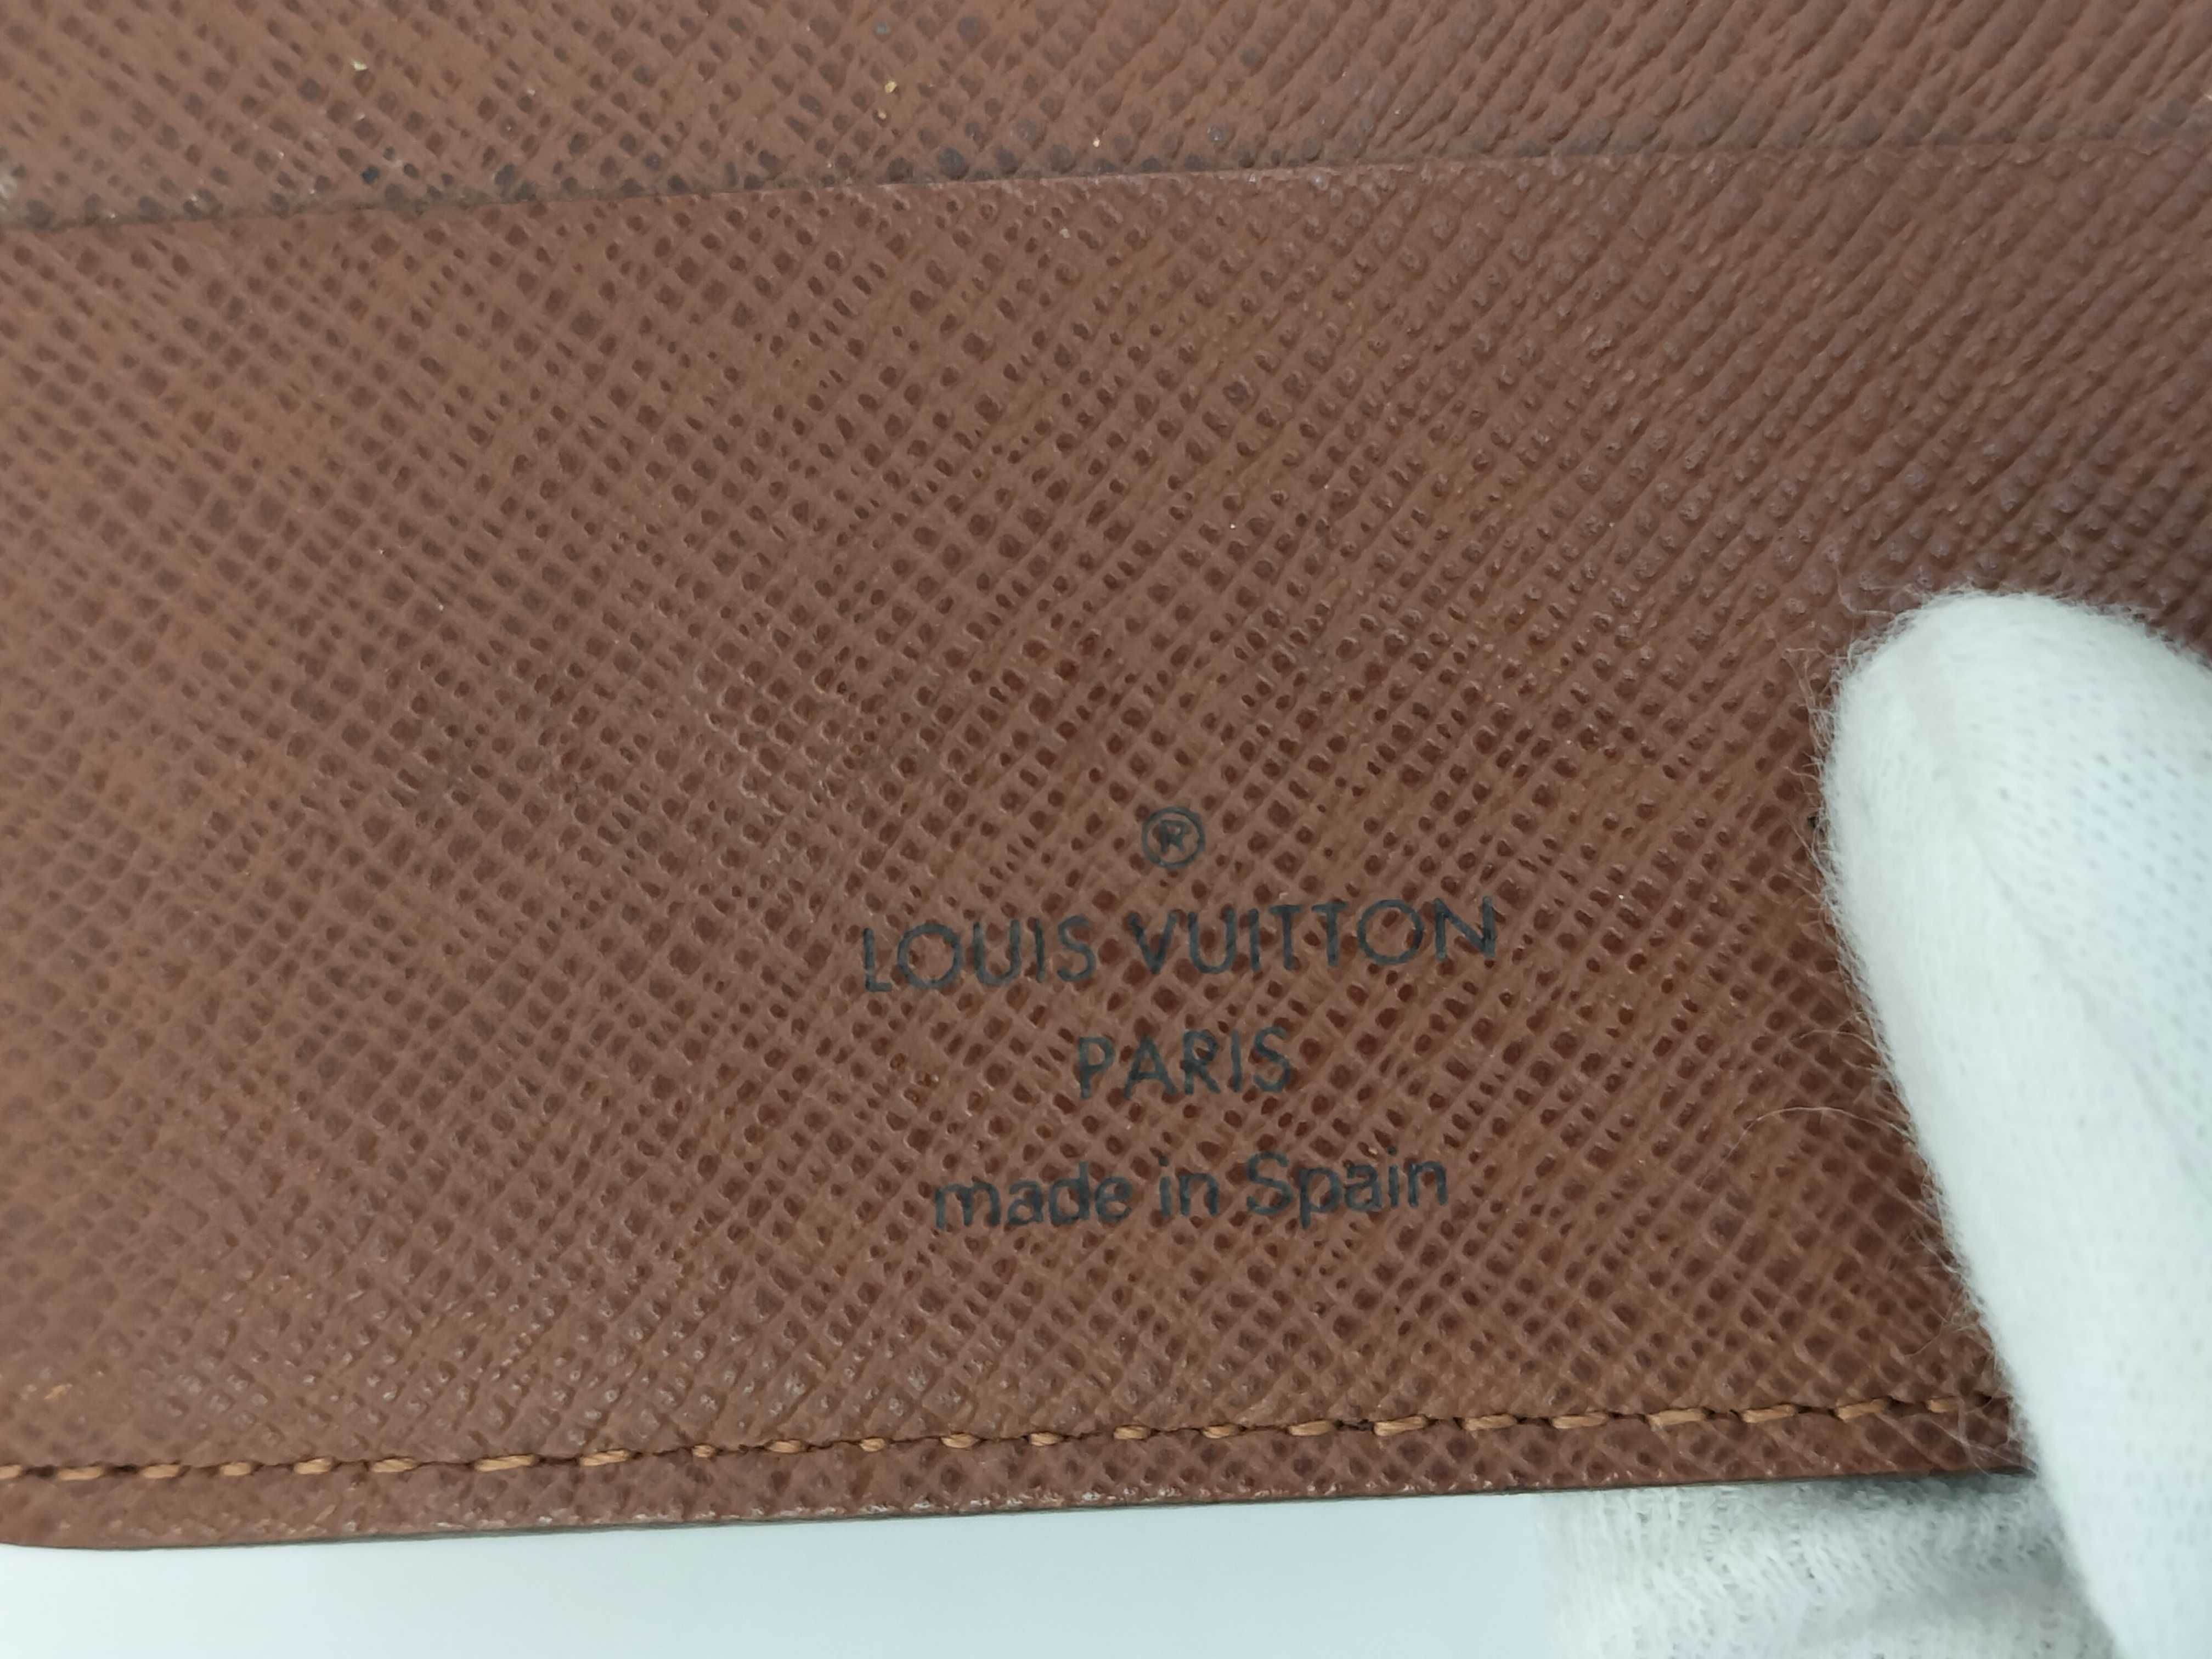 ®
LOUIS VUITTON
PARIS
made in Spain